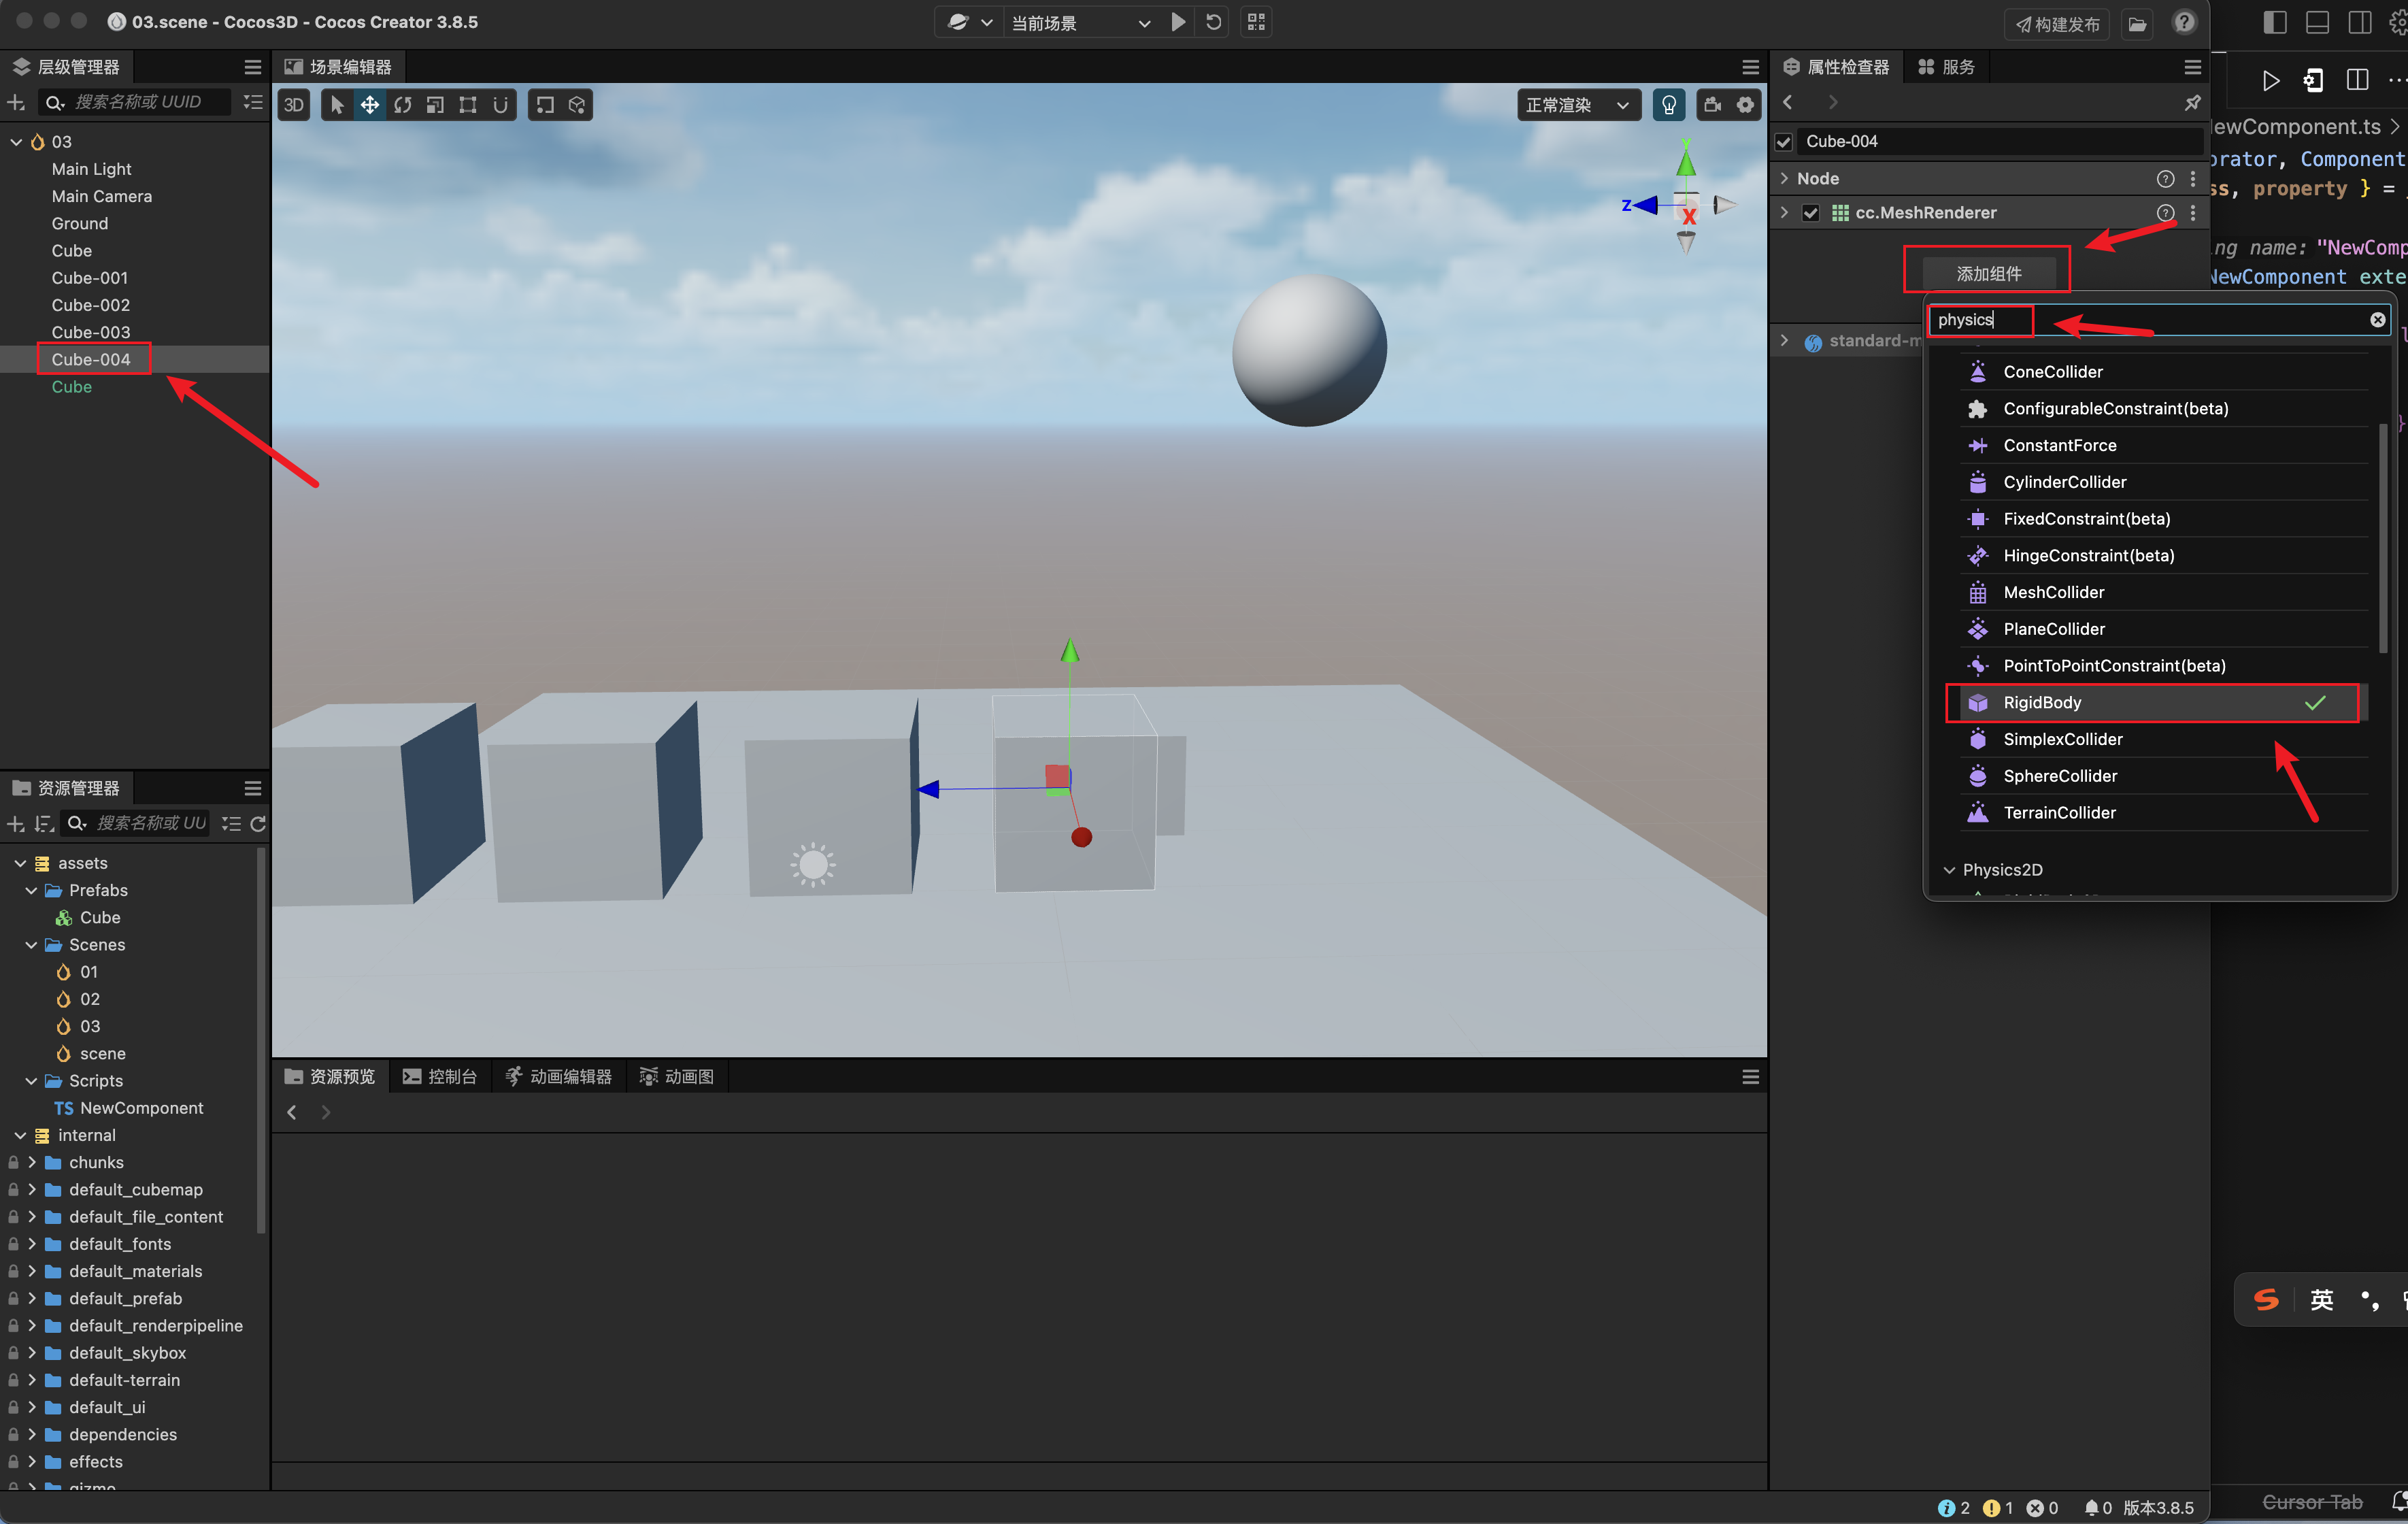 03.scene - Cocos3D - Cocos Creator 3.8.5
当前场景
构建发布
层级管理器
搜索名称或 UUID
03
Main Light
Main Camera
Ground
Cube
Cube-001
Cube-002
Cube-003
Cube-004
Cube
资源管理器
搜索名称或 UU
assets
Prefabs
Cube
Scenes
01
02
03
scene
Scripts
TS NewComponent
internal
chunks
default_cubemap
default_file_content
default_fonts
default_materials
default_prefab
default_renderpipeline
default_skybox
default-terrain
default_ui
dependencies
effects
gizmo
场景编辑器
3D
正常渲染
Y
Z
X
资源预览
控制台
动画编辑器
动画图
属性检查器
服务
Cube-004
Node
cc.MeshRenderer
添加组件
standard-m
physics
ConeCollider
ConfigurableConstraint(beta)
ConstantForce
CylinderCollider
FixedConstraint(beta)
HingeConstraint(beta)
MeshCollider
PlaneCollider
PointToPointConstraint(beta)
RigidBody
SimplexCollider
SphereCollider
TerrainCollider
Physics2D
2
1
0
0
版本3.8.5
ewComponent.ts
orator, Component
ss, property } =
ng name: "NewComp
NewComponent exte
}
英
Cursor Tab